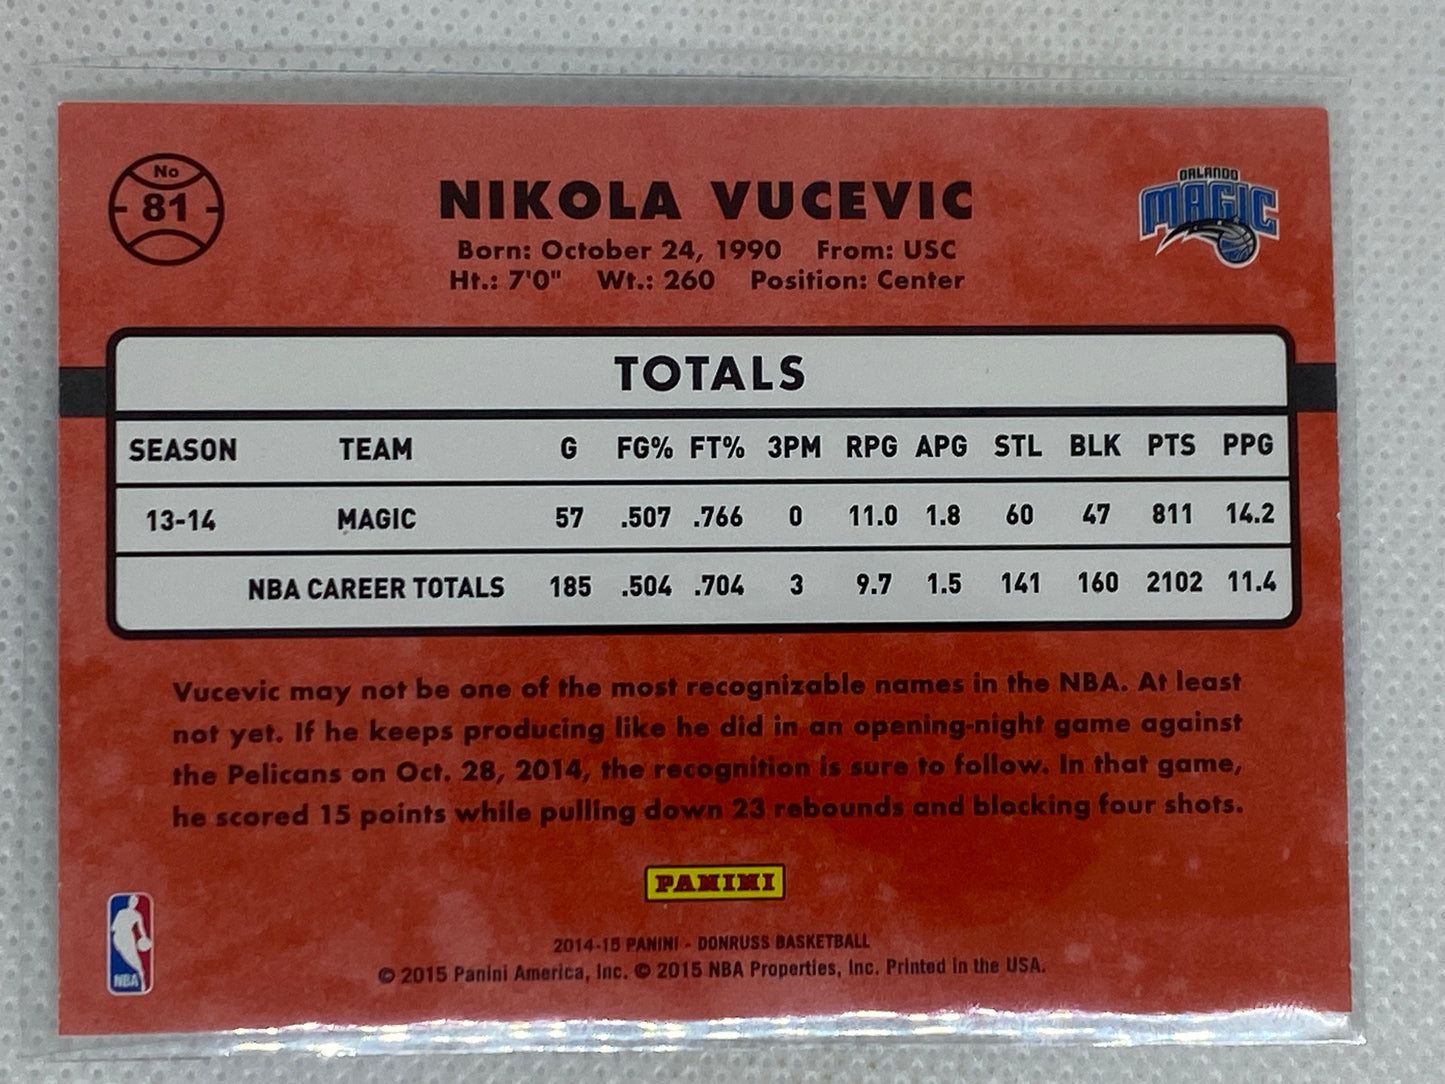 No
81
NIKOLA VUCEVIC
ORLANDO
MAGIC
Born: October 24, 1990 From: USC
Ht.: 7'0" Wt.: 260 Position: Center
TOTALS
SEASON TEAM G FG% FT% 3PM RPG APG STL BLK PTS PPG
13-14 MAGIC 57 .507 .766 0 11.0 1.8 60 47 811 14.2
NBA CAREER TOTALS 185 .504 .704 3 9.7 1.5 141 160 2102 11.4
Vucevic may not be one of the most recognizable names in the NBA. At least
not yet. If he keeps producing like he did in an opening-night game against
the Pelicans on Oct. 28, 2014, the recognition is sure to follow. In that game,
he scored 15 points while pulling down 23 rebounds and blocking four shots.
PANINI
NBA
2014-15 PANINI - DONRUSS BASKETBALL
© 2015 Panini America, Inc. © 2015 NBA Properties, Inc. Printed in the USA.